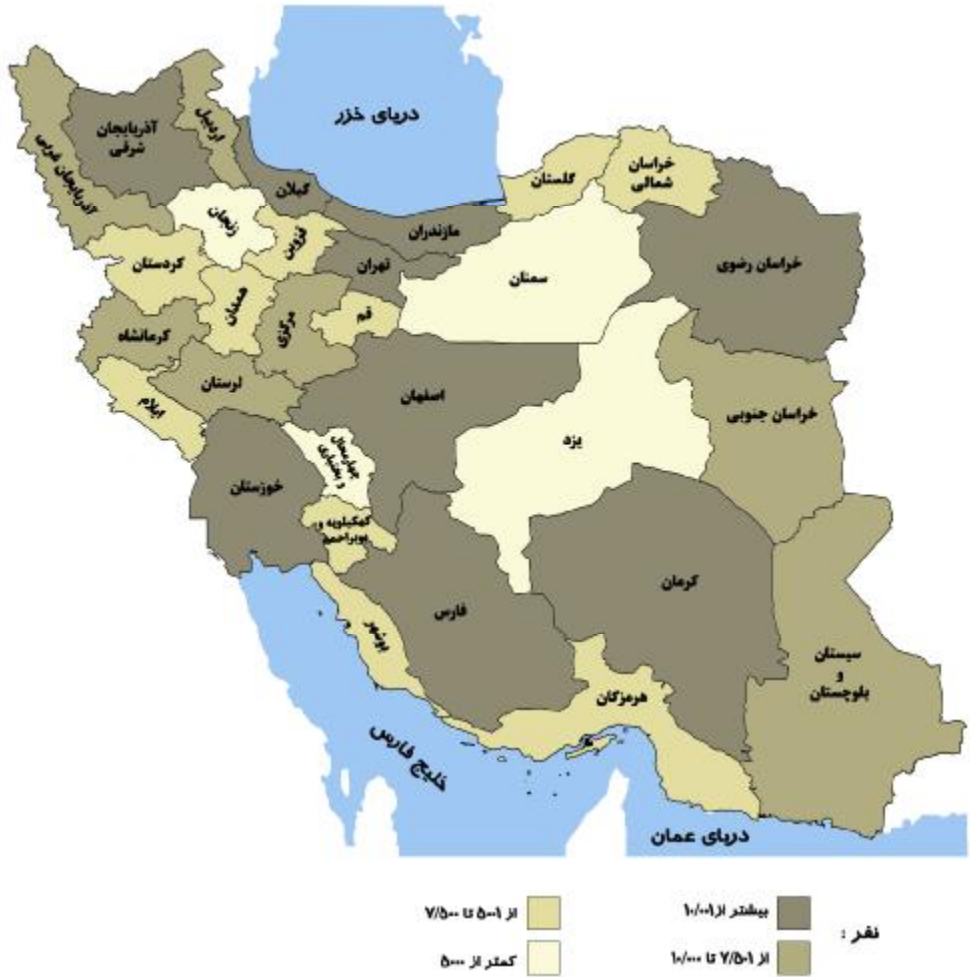 دریای خزر
آذربایجان
شرقی
اردبیل
آذربایجان غربی
گیلان
زنجان
قزوین
مازندران
گلستان
خراسان
شمالی
خراسان رضوی
سمنان
تهران
کردستان
همدان
مرکزی
قم
کرمانشاه
لرستان
ایلام
اصفهان
یزد
خراسان جنوبی
چهارمحال
و بختیاری
خوزستان
کهکیلویه و
بویراحمد
فارس
کرمان
بوشهر
هرمزگان
سیستان
و
بلوچستان
خلیج فارس
دریای عمان
نفر :
بیشتر از ۱۰/۰۰۱
از ۷/۵۰۱ تا ۱۰/۰۰۰
از ۵۰۰۱ تا ۷/۵۰۰
کمتر از ۵۰۰۰